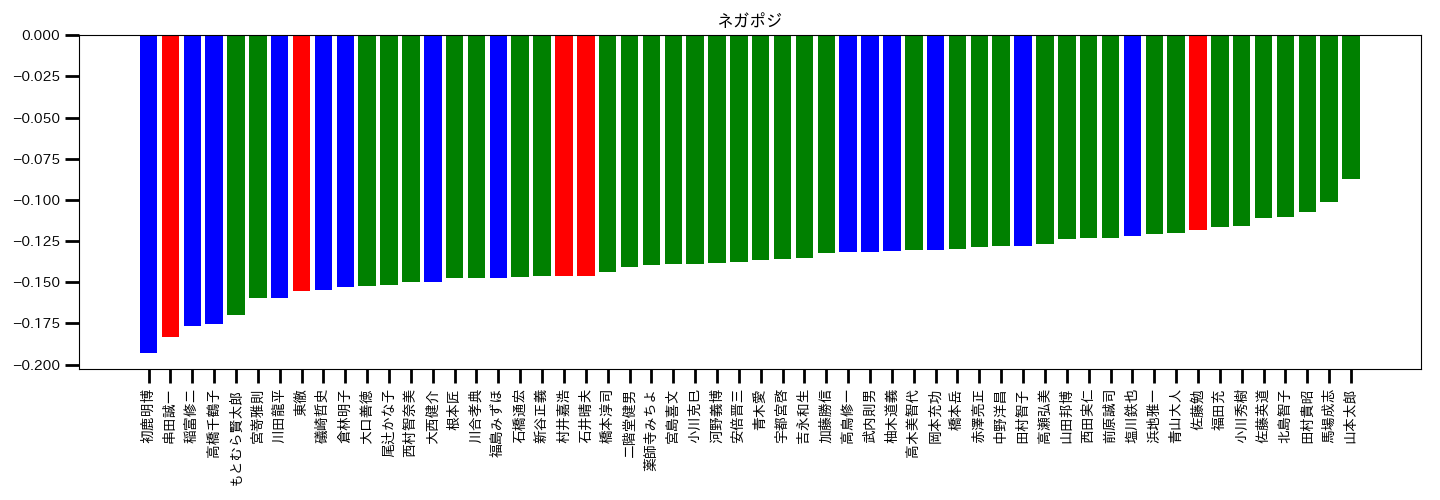 ネガポジ
0.000
−0.025
−0.050
−0.075
−0.100
−0.125
−0.150
−0.175
−0.200
初鹿明博
串田誠一
稲富修二
高橋千鶴子
もとむら賢太郎
宮嵜雅則
川田龍平
東徹
礒崎哲史
倉林明子
大口善徳
尾辻かな子
西村智奈美
大西健介
根本匠
川合孝典
福島みずほ
石橋通宏
新谷正義
村井嘉浩
石井晴夫
橋本淳司
二階堂健男
薬師寺みちよ
宮島喜文
小川克巳
河野義博
安倍晋三
青木愛
宇都宮啓
吉永和生
加藤勝信
高鳥修一
武内則男
柚木道義
高木美智代
岡本充功
橋本岳
赤澤亮正
中野洋昌
田村智子
高瀬弘美
山田邦博
西田実仁
前原誠司
塩川鉄也
浜地雅一
青山大人
佐藤勉
福田充
小川秀樹
佐藤英道
北島智子
田村貴昭
馬場成志
山本太郎